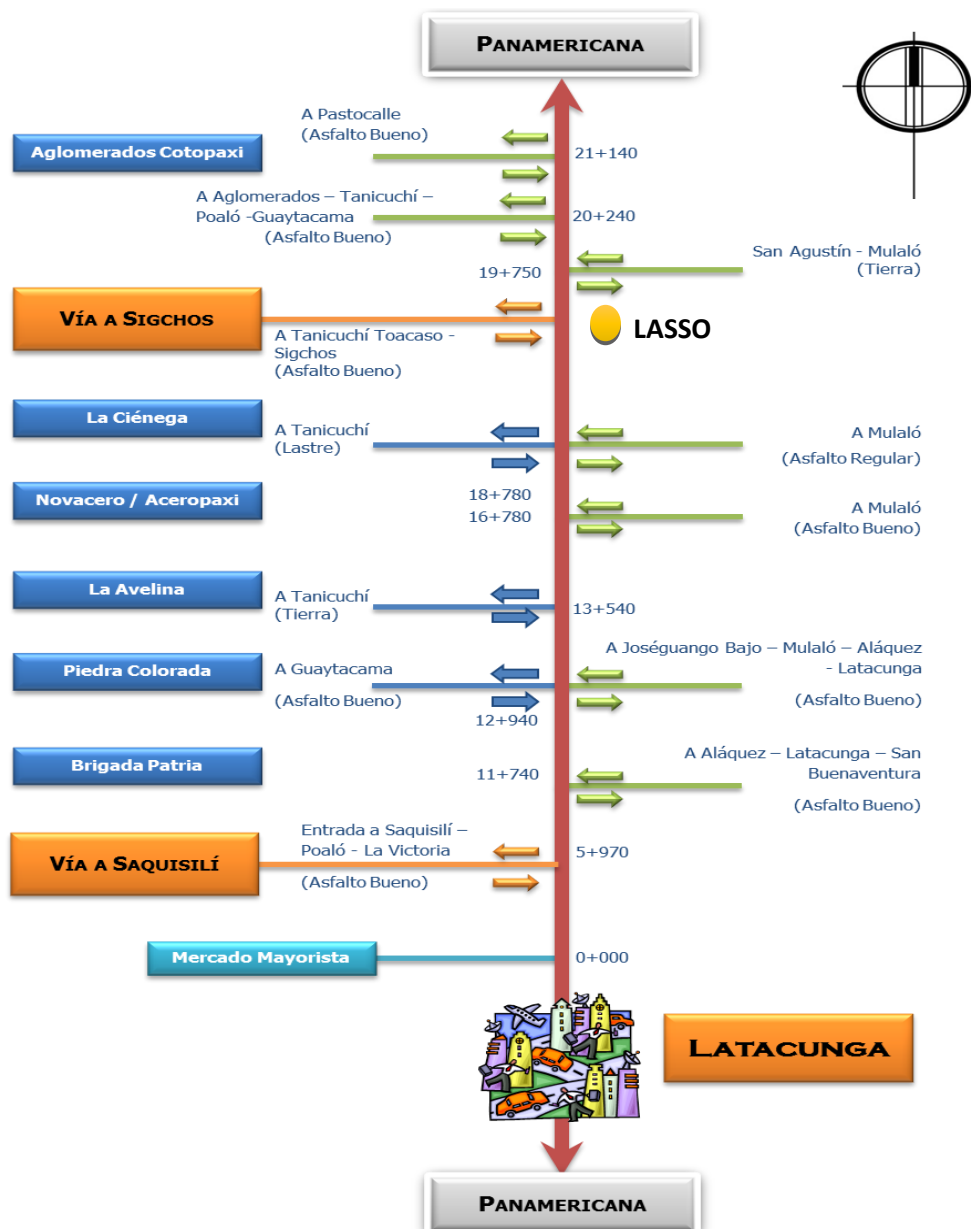 PANAMERICANA
A Pastocalle
(Asfalto Bueno)
Aglomerados Cotopaxi
21+140
A Aglomerados – Tanicuchí –
Poaló -Guaytacama
(Asfalto Bueno)
20+240
San Agustín - Mulaló
(Tierra)
19+750
VÍA A SIGCHOS
LASSO
A Tanicuchí Toacaso -
Sigchos
(Asfalto Bueno)
La Ciénega
A Tanicuchí
(Lastre)
A Mulaló
(Asfalto Regular)
Novacero / Aceropaxi
18+780
16+780
A Mulaló
(Asfalto Bueno)
La Avelina
A Tanicuchí
(Tierra)
13+540
A Joséguango Bajo – Mulaló – Aláquez
- Latacunga
(Asfalto Bueno)
Piedra Colorada
A Guaytacama
(Asfalto Bueno)
12+940
Brigada Patria
11+740
A Aláquez – Latacunga – San
Buenaventura
(Asfalto Bueno)
VÍA A SAQUISILÍ
Entrada a Saquisilí –
Poaló - La Victoria
(Asfalto Bueno)
5+970
Mercado Mayorista
0+000
LATACUNGA
PANAMERICANA